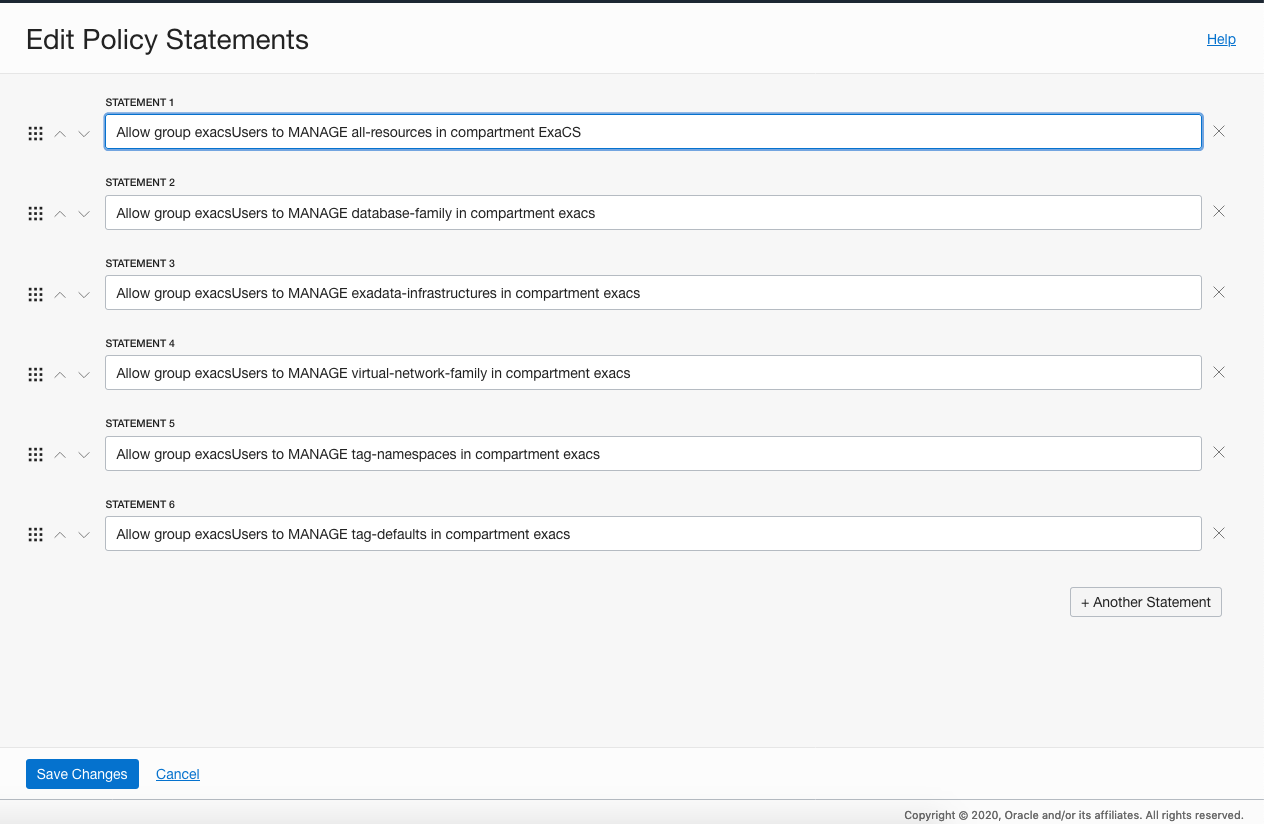 Edit Policy Statements
Help
STATEMENT 1
Allow group exacsUsers to MANAGE all-resources in compartment ExaCS
STATEMENT 2
Allow group exacsUsers to MANAGE database-family in compartment exacs
STATEMENT 3
Allow group exacsUsers to MANAGE exadata-infrastructures in compartment exacs
STATEMENT 4
Allow group exacsUsers to MANAGE virtual-network-family in compartment exacs
STATEMENT 5
Allow group exacsUsers to MANAGE tag-namespaces in compartment exacs
STATEMENT 6
Allow group exacsUsers to MANAGE tag-defaults in compartment exacs
+ Another Statement
Save Changes Cancel
Copyright © 2020, Oracle and/or its affiliates. All rights reserved.